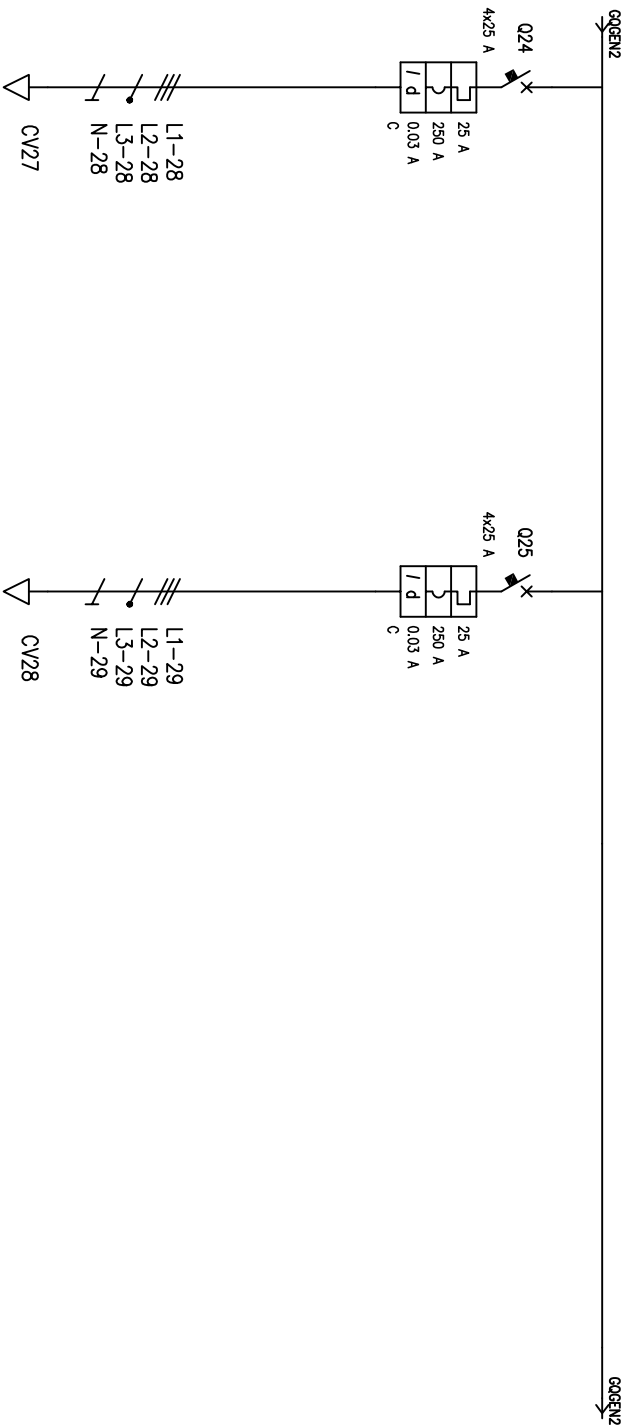 GQGEN2
GQGEN2
Q24
4x25 A
25 A
250 A
I d
0.03 A
C
L1-28
L2-28
L3-28
N-28
CV27
Q25
4x25 A
25 A
250 A
I d
0.03 A
C
L1-29
L2-29
L3-29
N-29
CV28